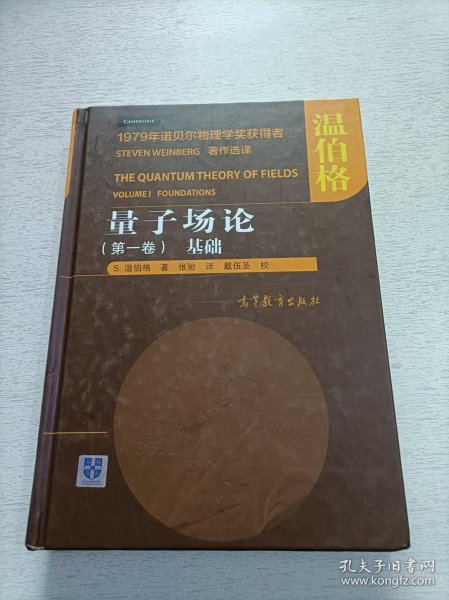 CAMBRIDGE
1979年诺贝尔物理学奖获得者
STEVEN WEINBERG 著作选译
温伯格
THE QUANTUM THEORY OF FIELDS
VOLUME I FOUNDATIONS
量子场论
(第一卷) 基础
S. 温伯格 著 张驰 译 戴伍圣 校
高等教育出版社
孔夫子旧书网
www.kongfz.com